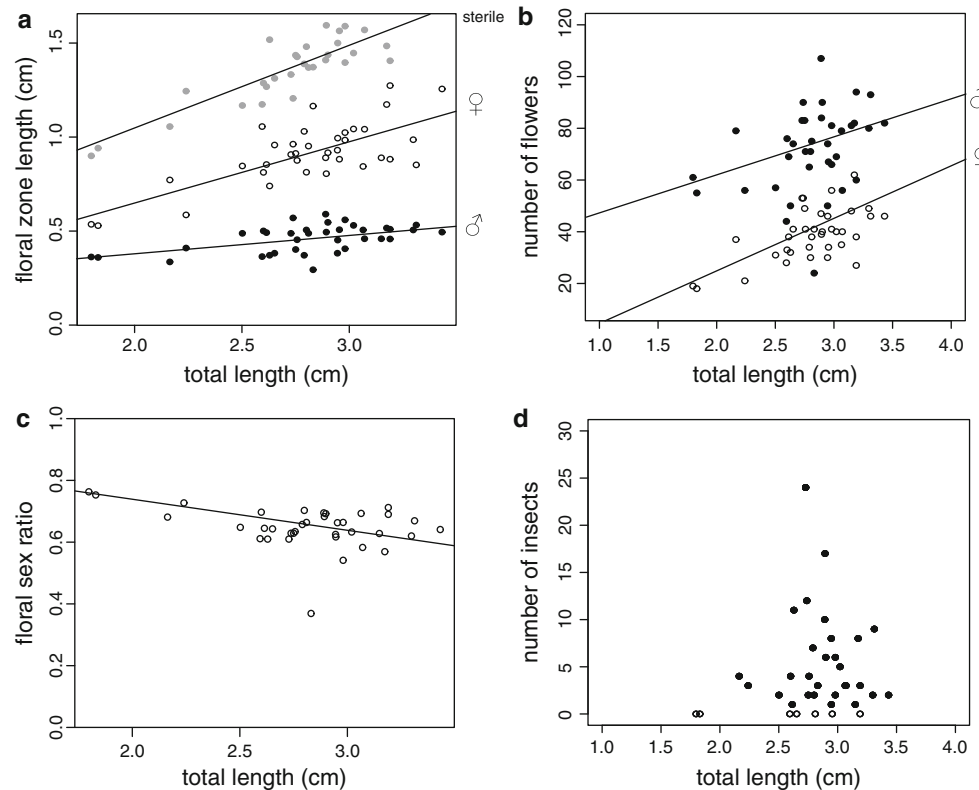 a
sterile
♀
♂
floral zone length (cm)
0.0 0.5 1.0 1.5
2.0 2.5 3.0
total length (cm)
b
♂
♀
number of flowers
20 40 60 80 100 120
1.0 1.5 2.0 2.5 3.0 3.5 4.0
total length (cm)
c
floral sex ratio
0.0 0.2 0.4 0.6 0.8 1.0
2.0 2.5 3.0
total length (cm)
d
number of insects
0 5 10 15 20 25 30
1.0 1.5 2.0 2.5 3.0 3.5 4.0
total length (cm)